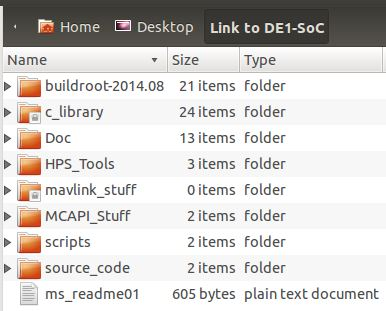 Home Desktop Link to DE1-SoC
Name Size Type
buildroot-2014.08 21 items folder
c_library 24 items folder
Doc 13 items folder
HPS_Tools 3 items folder
mavlink_stuff 0 items folder
MCAPI_Stuff 2 items folder
scripts 2 items folder
source_code 2 items folder
ms_readme01 605 bytes plain text document